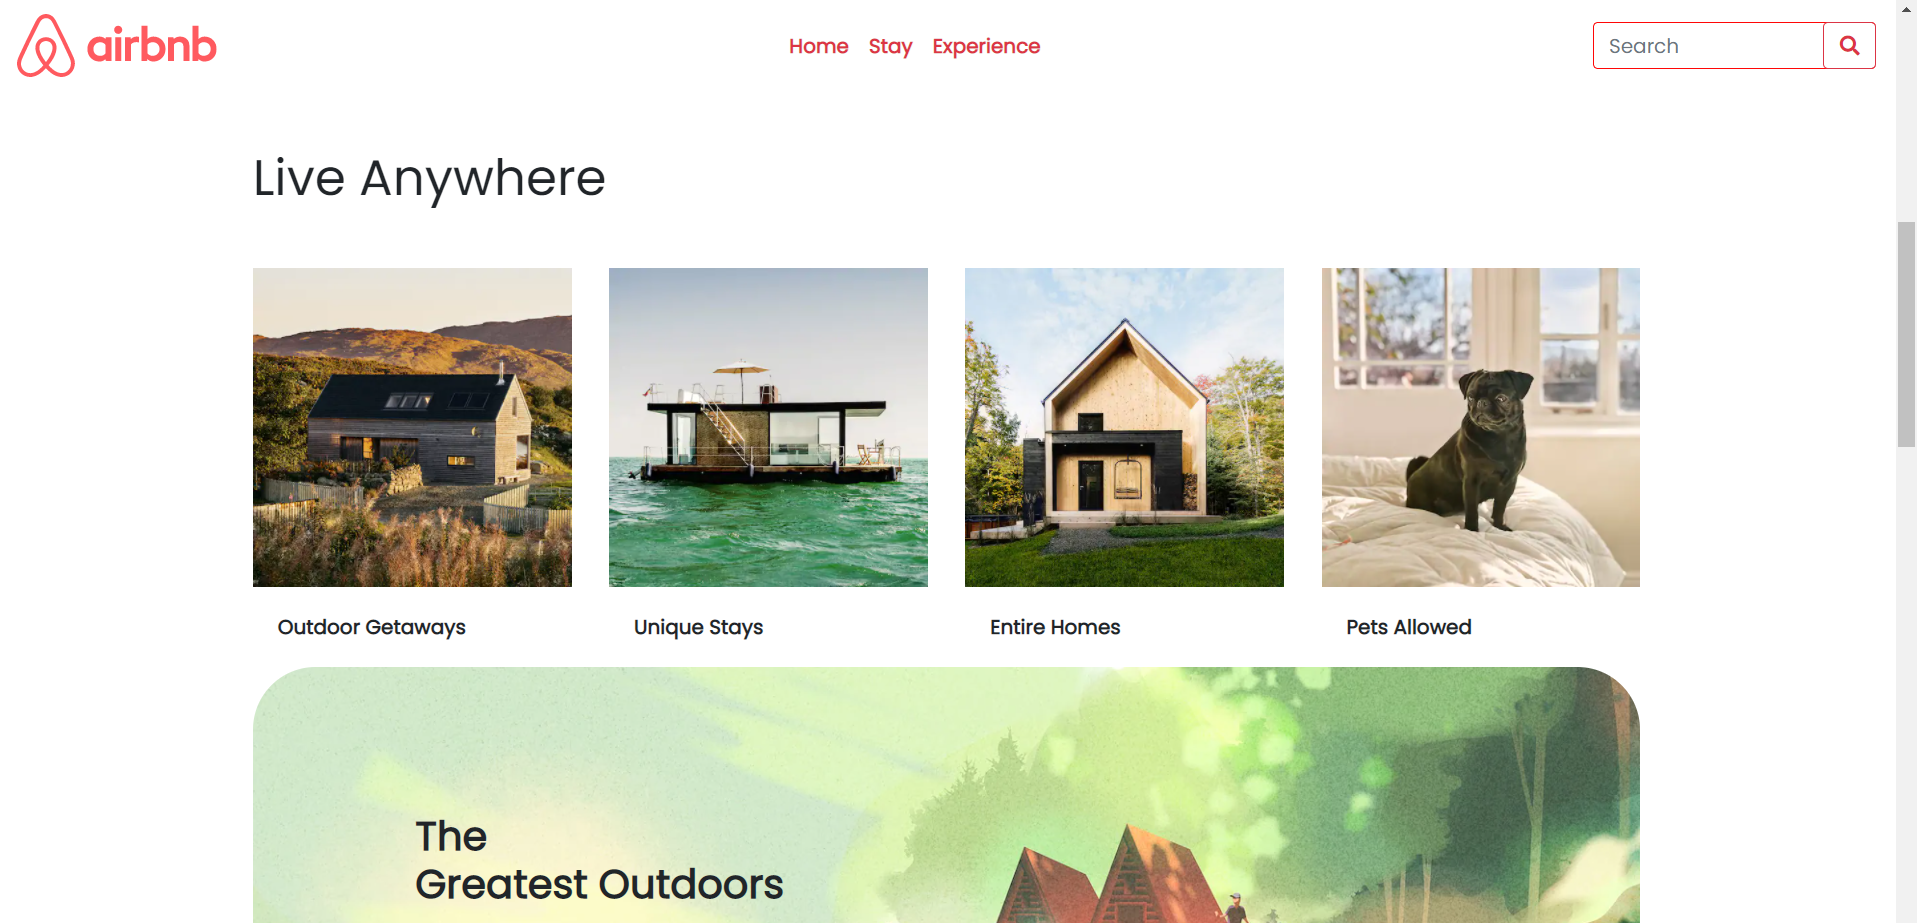 airbnb
Home Stay Experience
Search
Live Anywhere
Outdoor Getaways
Unique Stays
Entire Homes
Pets Allowed
The
Greatest Outdoors